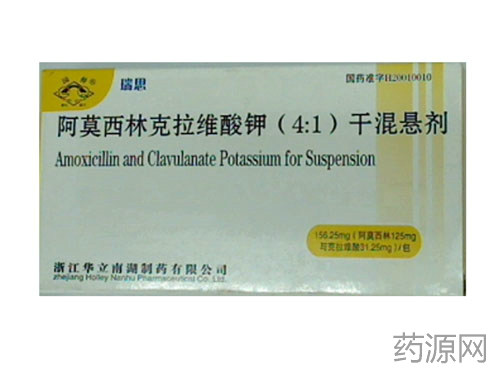 瑞思
国药准字H20010010
阿莫西林克拉维酸钾（4:1）干混悬剂
Amoxicillin and Clavulanate Potassium for Suspension
156.25mg（阿莫西林125mg
与克拉维酸31.25mg）/包
浙江华立南湖制药有限公司
zhejiang Holley Nanhu Pharmaceutical Co., Ltd.
药源网